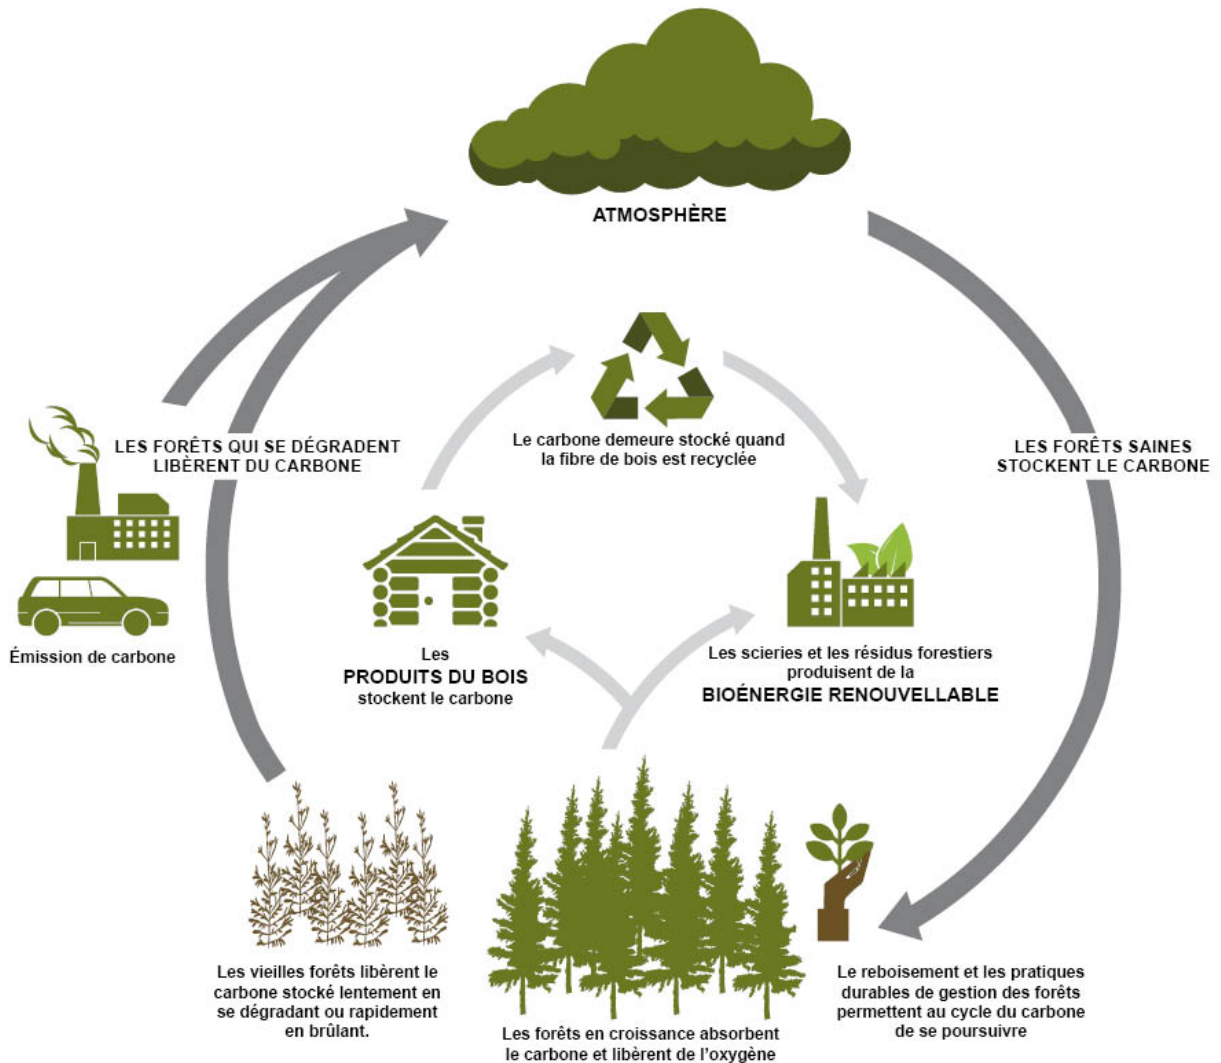 ATMOSPHÈRE
LES FORÊTS QUI SE DÉGRADENT
LIBÈRENT DU CARBONE
Le carbone demeure stocké quand
la fibre de bois est recyclée
LES FORÊTS SAINES
STOCKENT LE CARBONE
Émission de carbone
Les
PRODUITS DU BOIS
stockent le carbone
Les scieries et les résidus forestiers
produisent de la
BIOÉNERGIE RENOUVELLABLE
Les vieilles forêts libèrent le
carbone stocké lentement en
se dégradant ou rapidement
en brûlant.
Les forêts en croissance absorbent
le carbone et libèrent de l'oxygène
Le reboisement et les pratiques
durables de gestion des forêts
permettent au cycle du carbone
de se poursuivre